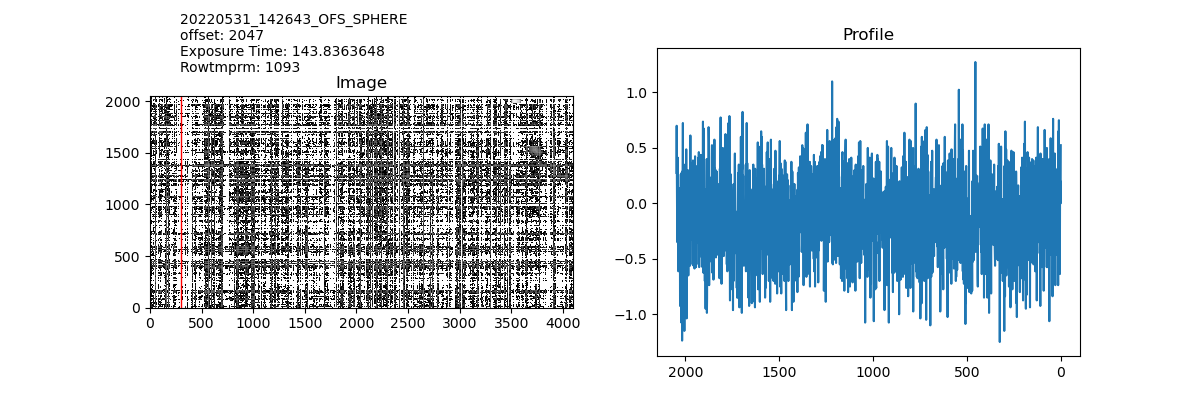 20220531_142643_OFS_SPHERE
offset: 2047
Exposure Time: 143.8363648
Rowtmprm: 1093
Image
2000
1500
1000
500
0
0 500 1000 1500 2000 2500 3000 3500 4000
Profile
1.0
0.5
0.0
−0.5
−1.0
2000 1500 1000 500 0